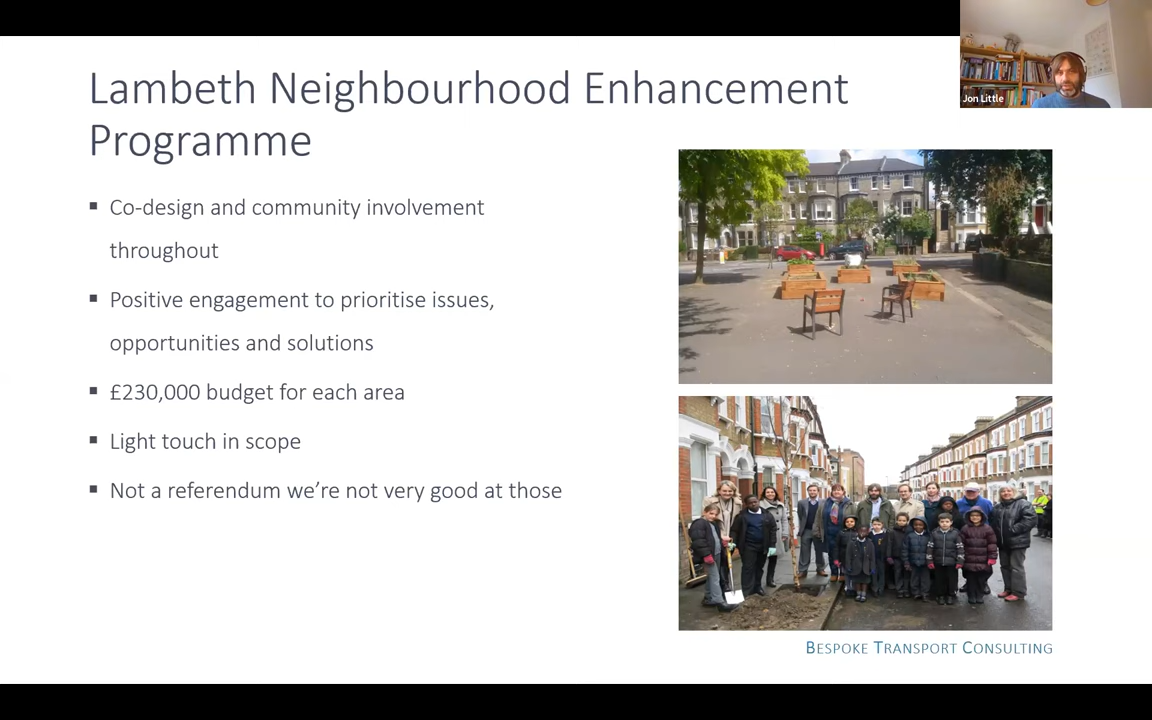 Lambeth Neighbourhood Enhancement
Programme
Jon Little
▪ Co-design and community involvement
throughout
▪ Positive engagement to prioritise issues,
opportunities and solutions
▪ £230,000 budget for each area
▪ Light touch in scope
▪ Not a referendum we’re not very good at those
BESPOKE TRANSPORT CONSULTING